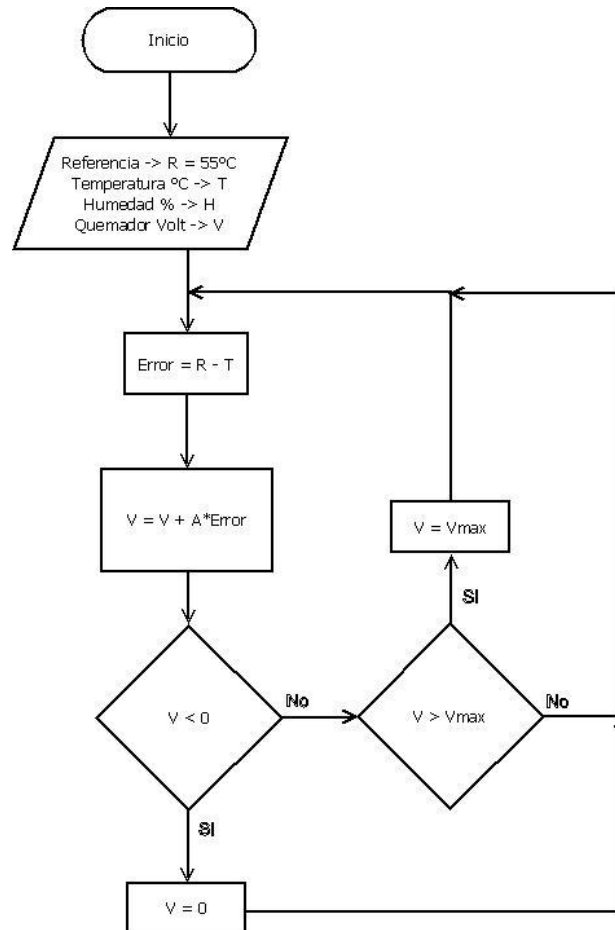 Inicio
Referencia -> R = 55ºC
Temperatura ºC -> T
Humedad % -> H
Quemador Volt -> V
Error = R - T
V = V + A*Error
V = Vmax
SI
V < 0
No
V > Vmax
No
SI
V = 0